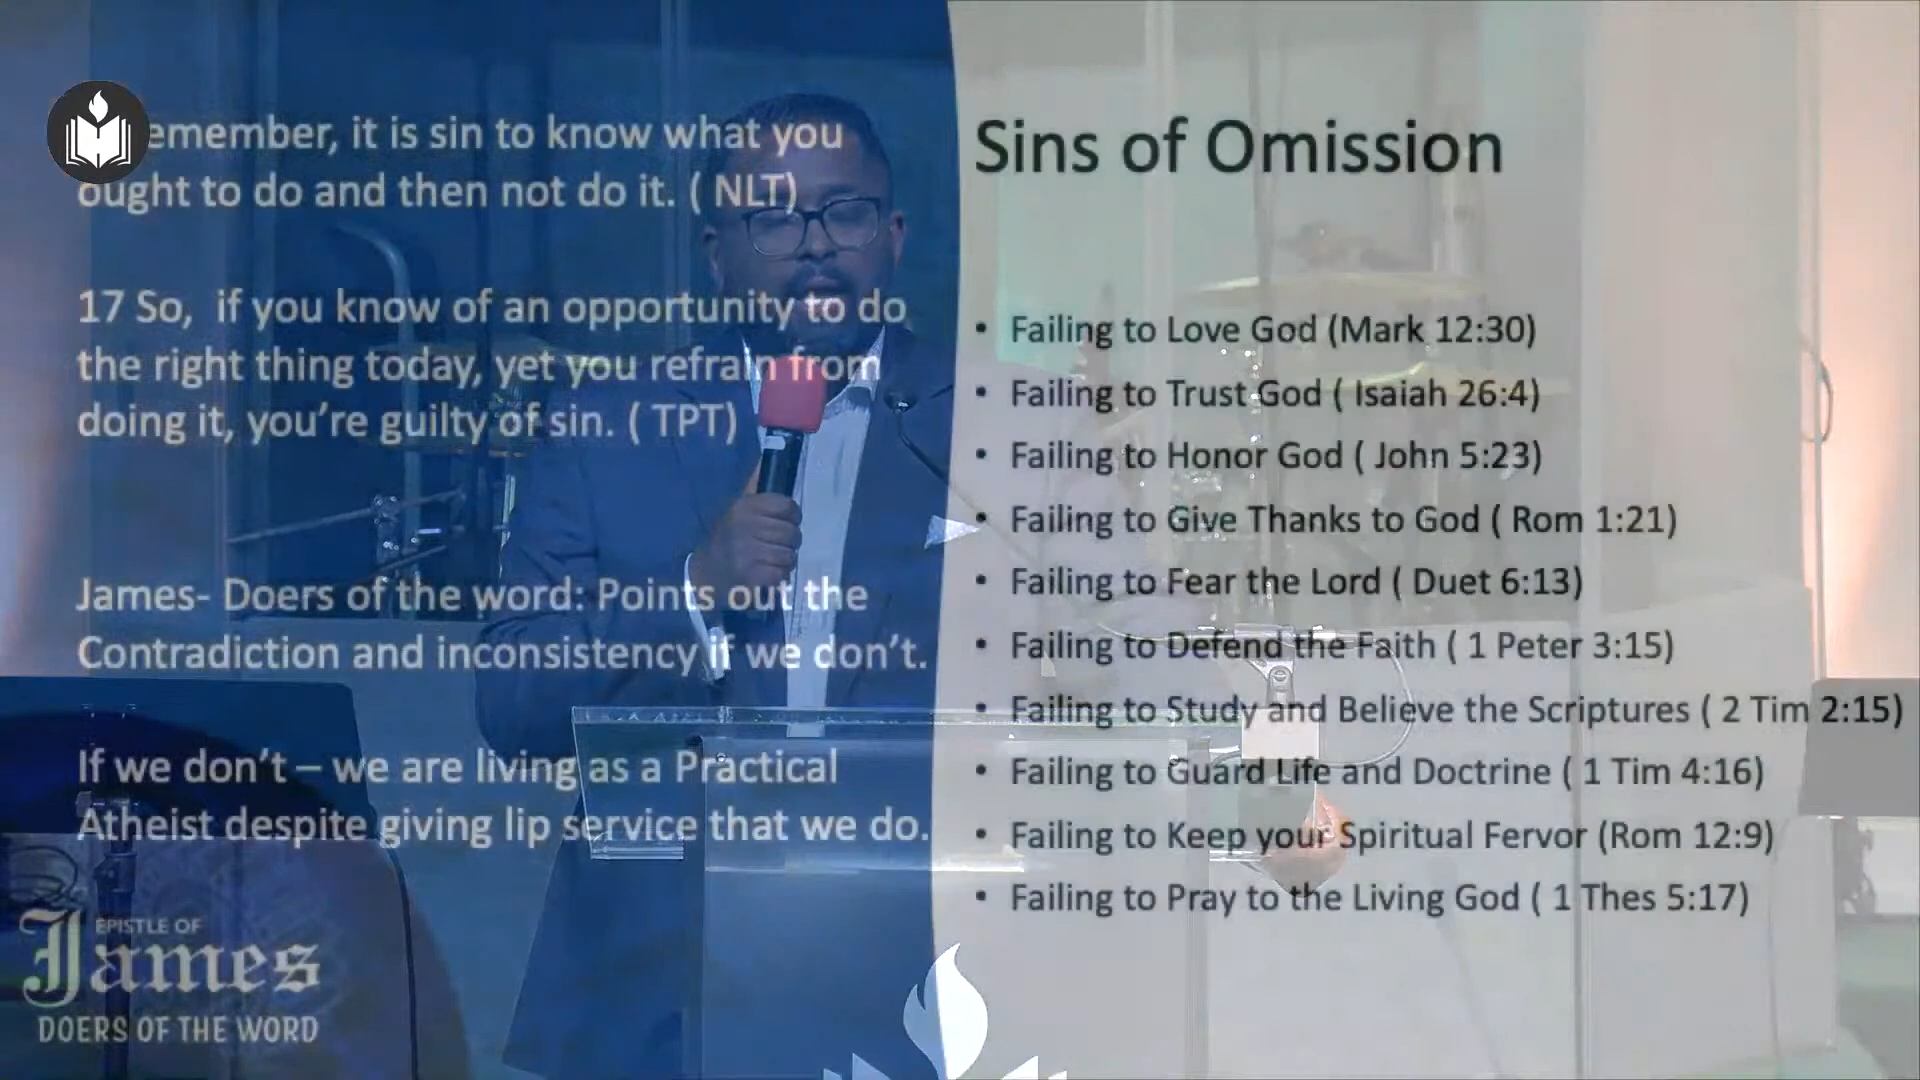 emember, it is sin to know what you
ought to do and then not do it. ( NLT)
17 So, if you know of an opportunity to do
the right thing today, yet you refrain from
doing it, you're guilty of sin. ( TPT)
James- Doers of the word: Points out the
Contradiction and inconsistency if we don't.
If we don't – we are living as a Practical
Atheist despite giving lip service that we do.
EPISTLE OF
James
DOERS OF THE WORD
Sins of Omission
• Failing to Love God (Mark 12:30)
• Failing to Trust God ( Isaiah 26:4)
• Failing to Honor God ( John 5:23)
• Failing to Give Thanks to God ( Rom 1:21)
• Failing to Fear the Lord ( Duet 6:13)
• Failing to Defend the Faith ( 1 Peter 3:15)
• Failing to Study and Believe the Scriptures ( 2 Tim 2:15)
• Failing to Guard Life and Doctrine ( 1 Tim 4:16)
• Failing to Keep your Spiritual Fervor (Rom 12:9)
• Failing to Pray to the Living God ( 1 Thes 5:17)